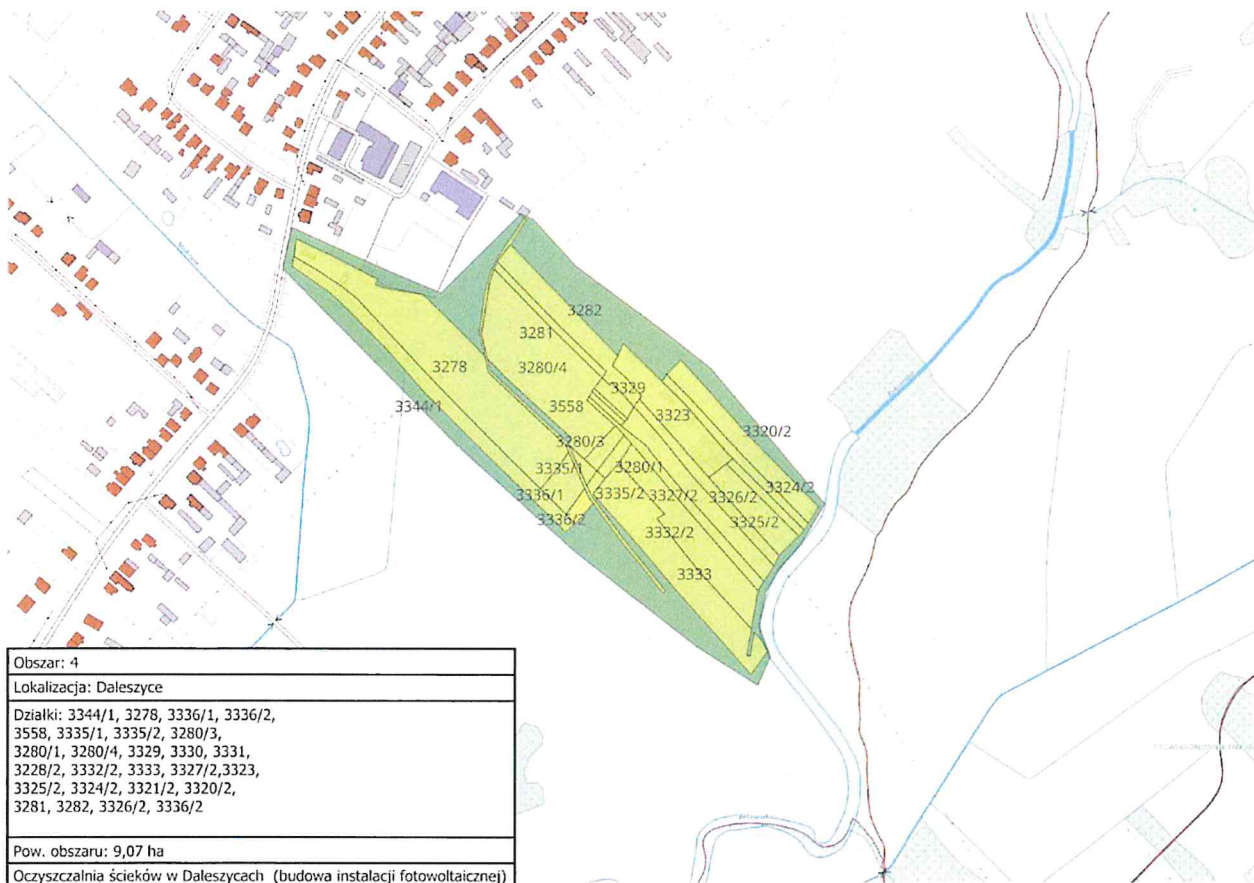 3282
3281
3278
3280/4
3329
3344/1
3558
3323
3320/2
3280/3
3335/1
3280/1
3336/1
3335/2
3327/2
3326/2
3324/2
3336/2
3332/2
3325/2
3333
Obszar: 4
Lokalizacja: Daleszyce
Działki: 3344/1, 3278, 3336/1, 3336/2,
3558, 3335/1, 3335/2, 3280/3,
3280/1, 3280/4, 3329, 3330, 3331,
3228/2, 3332/2, 3333, 3327/2,3323,
3325/2, 3324/2, 3321/2, 3320/2,
3281, 3282, 3326/2, 3336/2
Pow. obszaru: 9,07 ha
Oczyszczalnia ścieków w Daleszycach (budowa instalacji fotowoltaicznej)